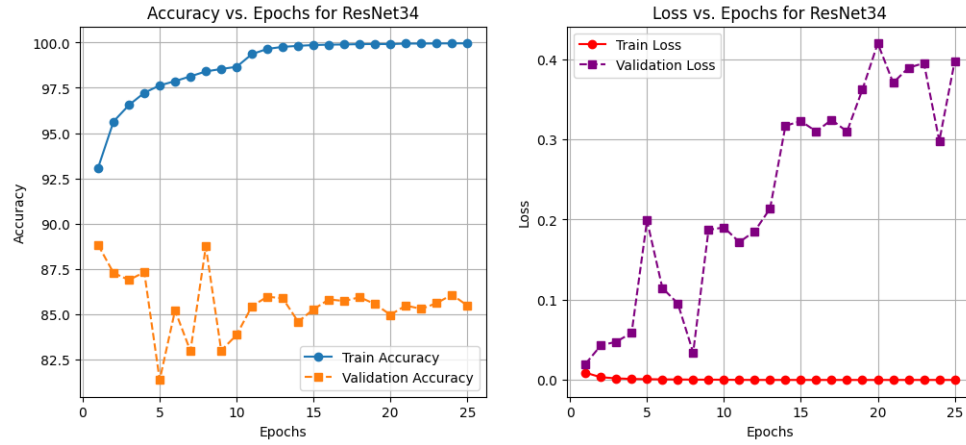 Accuracy vs. Epochs for ResNet34
100.0
97.5
95.0
92.5
90.0
87.5
85.0
82.5
Accuracy
0
5
10
15
20
25
Epochs
Train Accuracy
Validation Accuracy
Loss vs. Epochs for ResNet34
Train Loss
Validation Loss
0.4
0.3
0.2
0.1
0.0
Loss
0
5
10
15
20
25
Epochs